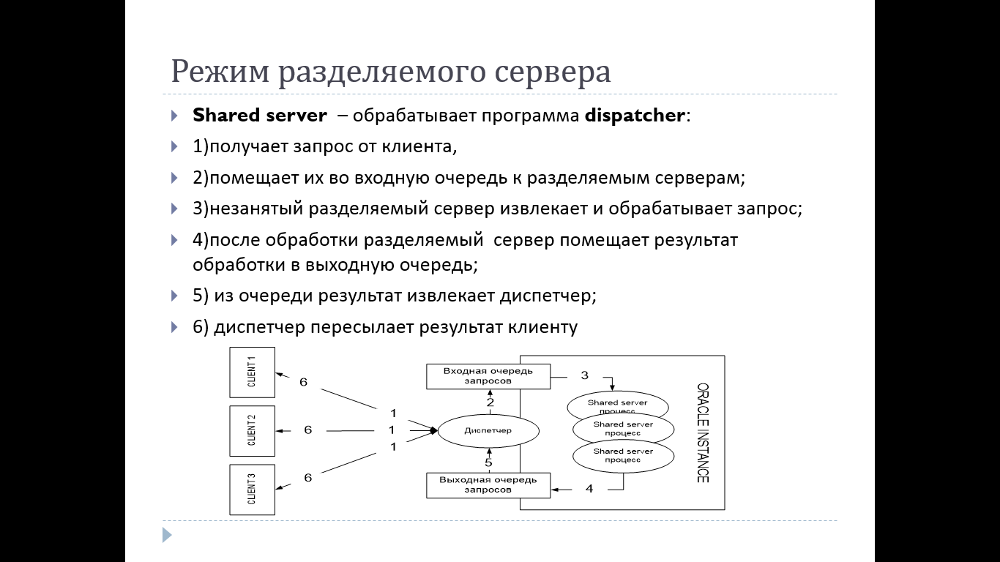 Режим разделяемого сервера
Shared server – обрабатывает программа dispatcher:
1)получает запрос от клиента,
2)помещает их во входную очередь к разделяемым серверам;
3)незанятый разделяемый сервер извлекает и обрабатывает запрос;
4)после обработки разделяемый сервер помещает результат
обработки в выходную очередь;
5) из очереди результат извлекает диспетчер;
6) диспетчер пересылает результат клиенту
CLIENT 1
CLIENT 2
CLIENT 3
6
6
6
1
1
1
Входная очередь
запросов
2
Диспетчер
5
Выходная очередь
запросов
3
Shared server
процесс
Shared server
процесс
Shared server
процесс
4
ORACLE INSTANCE